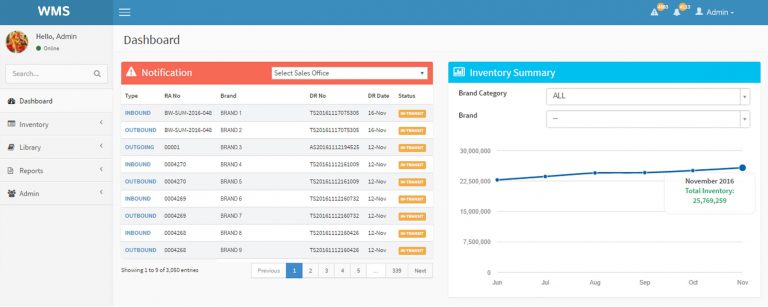 WMS
Admin
Hello, Admin
Online
Dashboard
Search...
Dashboard
Inventory
Library
Reports
Admin
Notification
Select Sales Office
Type RA No Brand DR No DR Date Status
INBOUND BW-SUM-2016-048 BRAND 1 TS20161117075305 16-Nov IN-TRANSIT
OUTBOUND BW-SUM-2016-048 BRAND 2 TS20161117075305 16-Nov IN-TRANSIT
OUTGOING 00001 BRAND 3 AS20161112194525 12-Nov IN-TRANSIT
INBOUND 0004270 BRAND 4 TS20161112161009 12-Nov IN-TRANSIT
OUTBOUND 0004270 BRAND 5 TS20161112161009 12-Nov IN-TRANSIT
INBOUND 0004269 BRAND 6 TS20161112160732 12-Nov IN-TRANSIT
OUTBOUND 0004269 BRAND 7 TS20161112160732 12-Nov IN-TRANSIT
INBOUND 0004268 BRAND 8 TS20161112160426 12-Nov IN-TRANSIT
OUTBOUND 0004268 BRAND 9 TS20161112160426 12-Nov IN-TRANSIT
Showing 1 to 9 of 3,050 entries
Previous 1 2 3 4 5 ... 339 Next
Inventory Summary
Brand Category ALL
Brand --
30,000,000
22,500,000
15,000,000
7,500,000
0
November 2016
Total Inventory:
25,769,259
Jun Jul Aug Sep Oct Nov